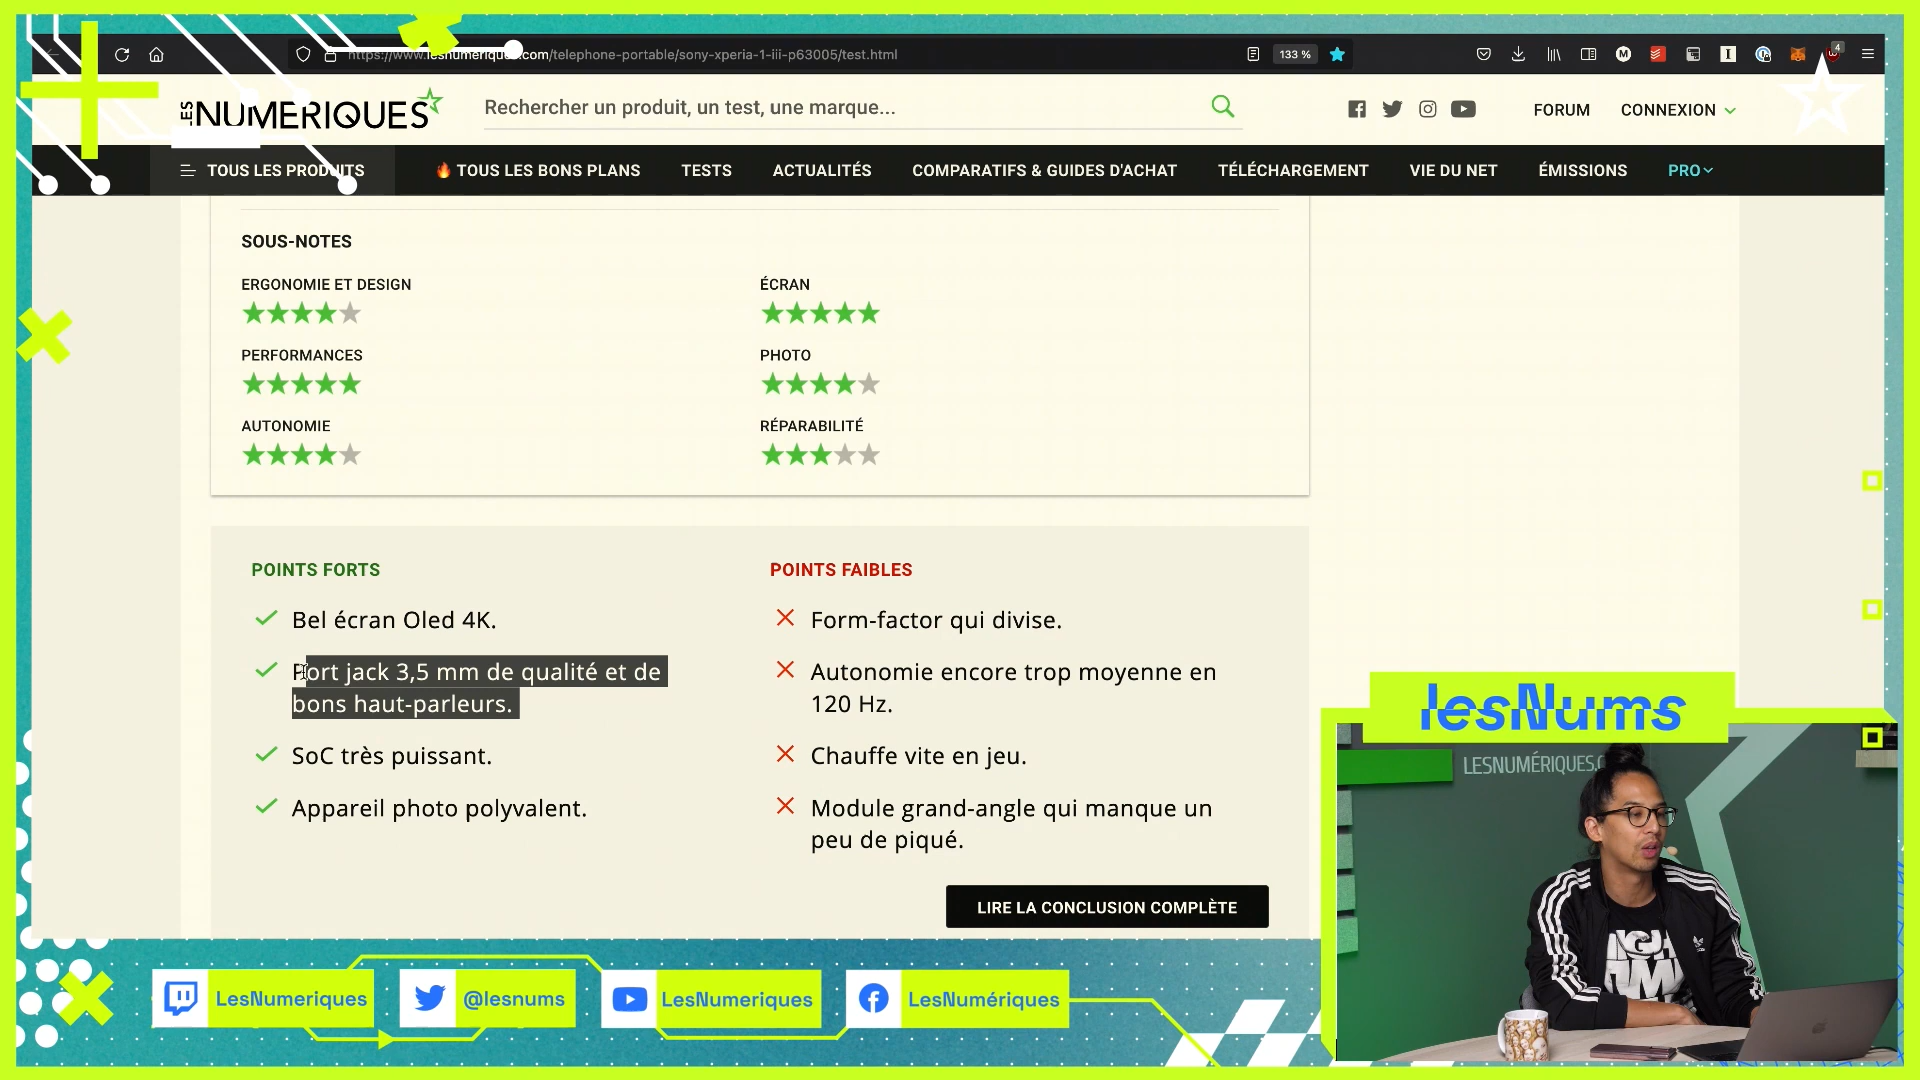 https://www.lesnumeriques.com/telephone-portable/sony-xperia-1-iii-p63005/test.html
133 %
4
LES NUMERIQUES
Rechercher un produit, un test, une marque...
FORUM
CONNEXION
TOUS LES PRODUITS
TOUS LES BONS PLANS
TESTS
ACTUALITÉS
COMPARATIFS & GUIDES D'ACHAT
TÉLÉCHARGEMENT
VIE DU NET
ÉMISSIONS
PRO
SOUS-NOTES
ERGONOMIE ET DESIGN
ÉCRAN
PERFORMANCES
PHOTO
AUTONOMIE
RÉPARABILITÉ
POINTS FORTS
Bel écran Oled 4K.
Port jack 3,5 mm de qualité et de
bons haut-parleurs.
SoC très puissant.
Appareil photo polyvalent.
POINTS FAIBLES
Form-factor qui divise.
Autonomie encore trop moyenne en
120 Hz.
Chauffe vite en jeu.
Module grand-angle qui manque un
peu de piqué.
LIRE LA CONCLUSION COMPLÈTE
lesNums
LESNUMÉRIQUES.
LesNumeriques
@lesnums
LesNumeriques
LesNumériques